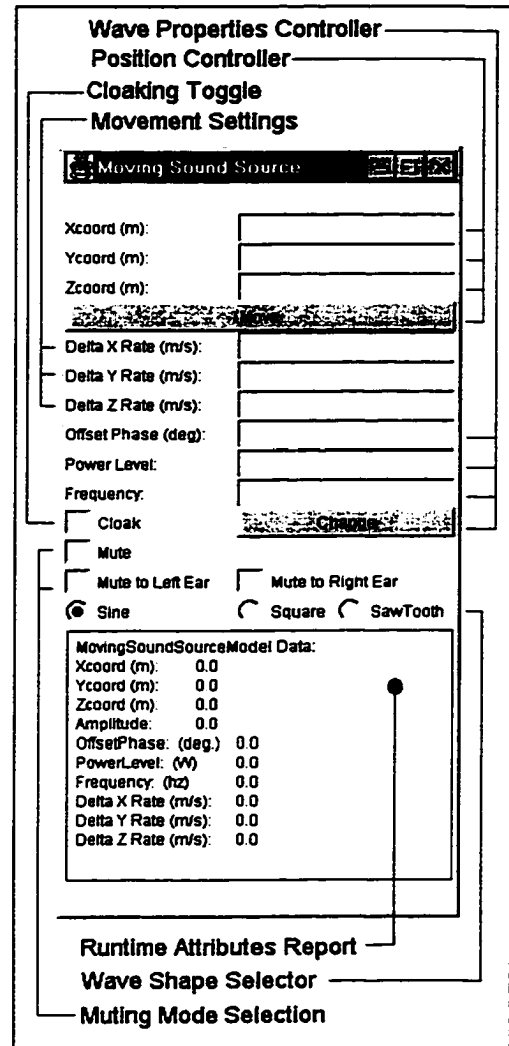 Wave Properties Controller
Position Controller
Cloaking Toggle
Movement Settings
Moving Sound Source
Xcoord (m):
Ycoord (m):
Zcoord (m):
Move
Delta X Rate (m/s):
Delta Y Rate (m/s):
Delta Z Rate (m/s):
Offset Phase (deg):
Power Level:
Frequency:
Cloak Change
Mute
Mute to Left Ear Mute to Right Ear
Sine Square SawTooth
MovingSoundSourceModel Data:
Xcoord (m): 0.0
Ycoord (m): 0.0
Zcoord (m): 0.0
Amplitude: 0.0
OffsetPhase: (deg.) 0.0
PowerLevel: (W) 0.0
Frequency: (hz) 0.0
Delta X Rate (m/s): 0.0
Delta Y Rate (m/s): 0.0
Delta Z Rate (m/s): 0.0
Runtime Attributes Report
Wave Shape Selector
Muting Mode Selection